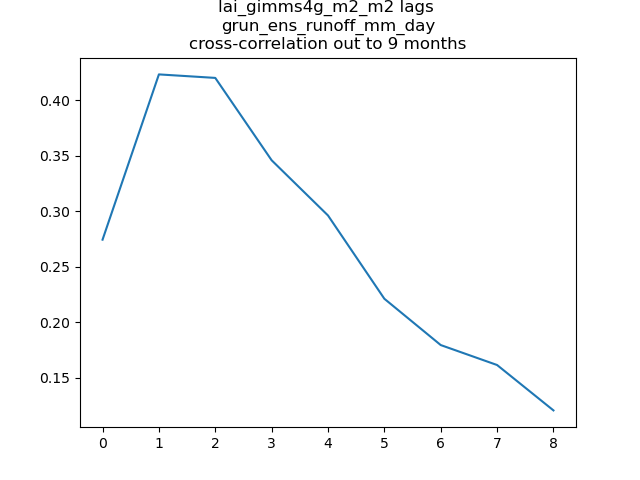 lai_gimms4g_m2_m2 lags
grun_ens_runoff_mm_day
cross-correlation out to 9 months
0.40
0.35
0.30
0.25
0.20
0.15
0 1 2 3 4 5 6 7 8